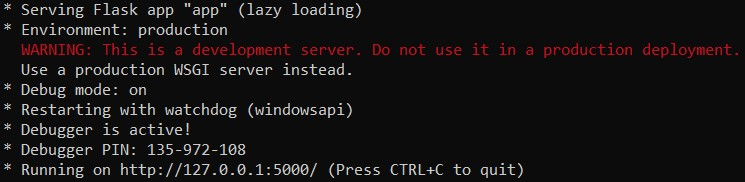 * Serving Flask app "app" (lazy loading)
* Environment: production
WARNING: This is a development server. Do not use it in a production deployment.
Use a production WSGI server instead.
* Debug mode: on
* Restarting with watchdog (windowsapi)
* Debugger is active!
* Debugger PIN: 135-972-108
* Running on http://127.0.0.1:5000/ (Press CTRL+C to quit)